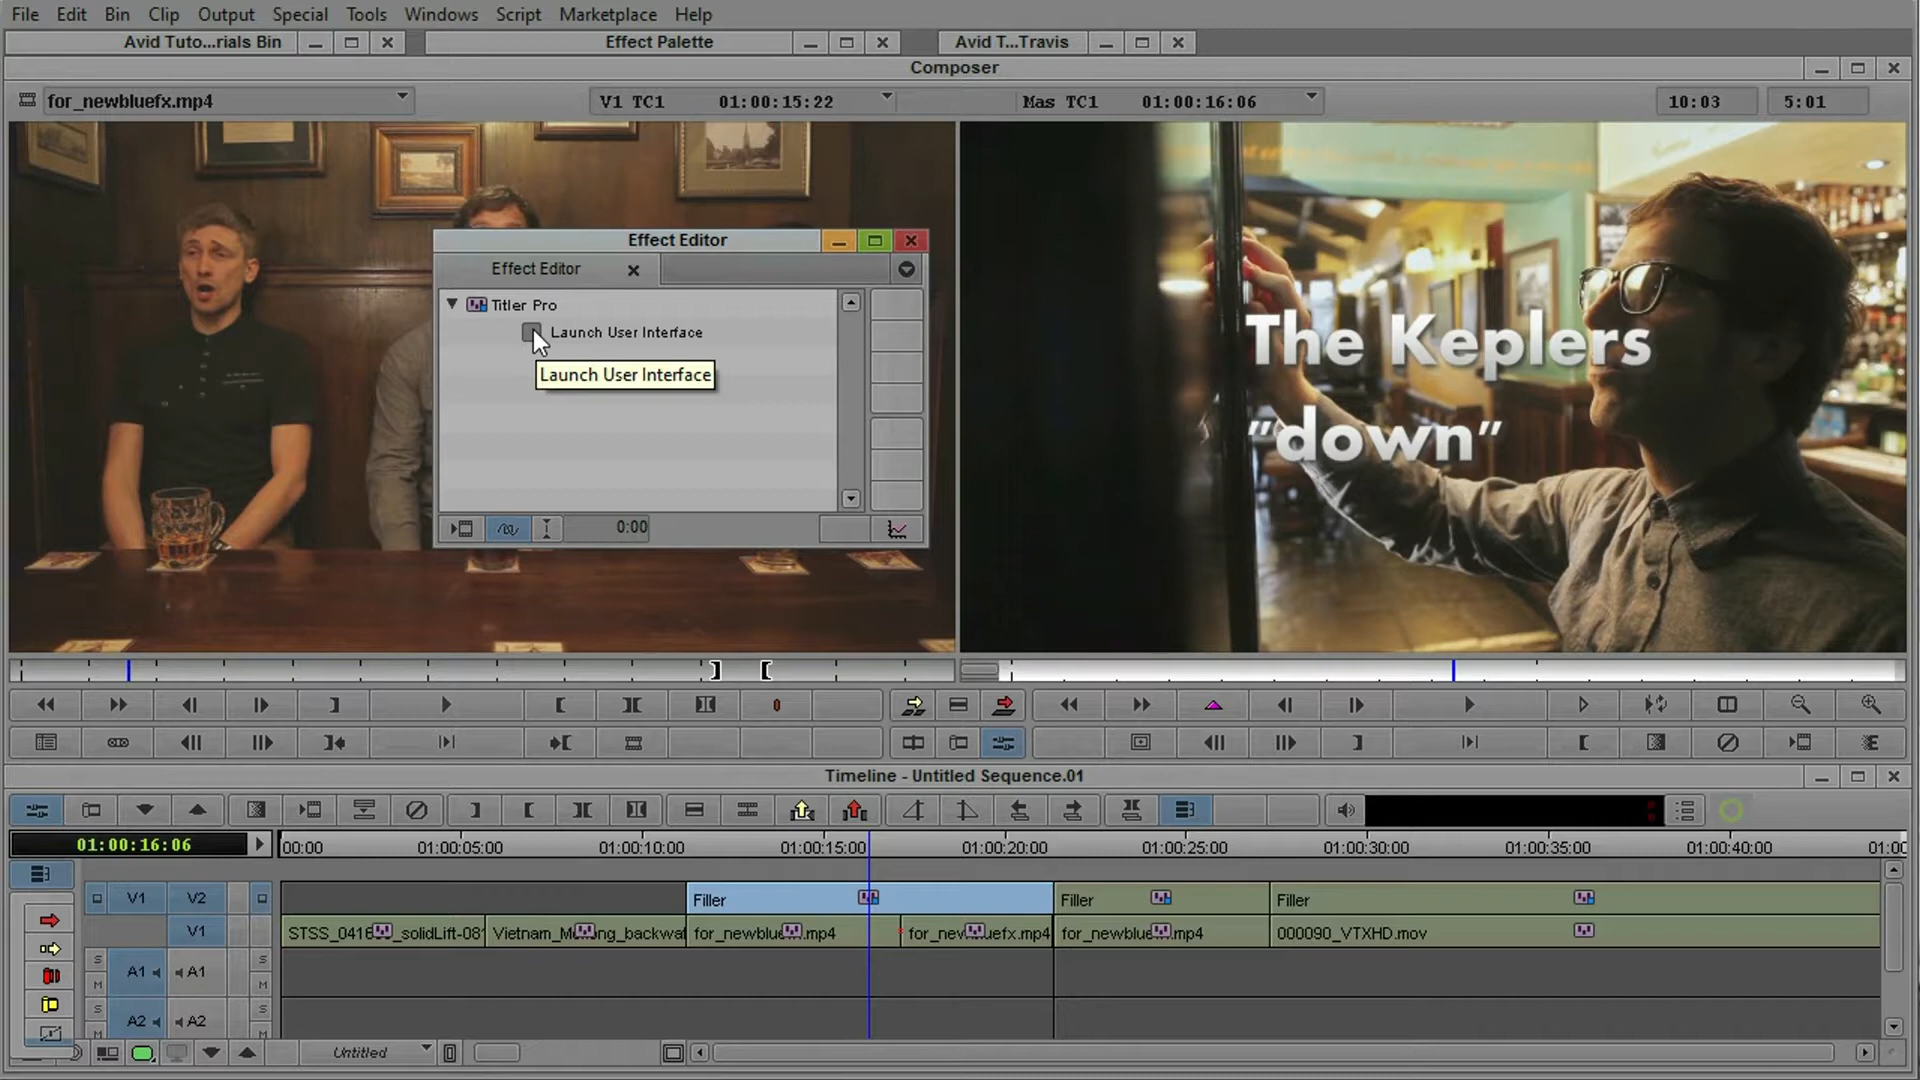 File Edit Bin Clip Output Special Tools Windows Script Marketplace Help
Avid Tuto...rials Bin
Effect Palette
Avid T...Travis
Composer
for_newbluefx.mp4
V1 TC1 01:00:15:22
Mas TC1 01:00:16:06
10:03 5:01
Effect Editor
Effect Editor
Titler Pro
Launch User Interface
Launch User Interface
0:00
The Keplers
"down"
Timeline - Untitled Sequence.01
01:00:16:06
00:00 01:00:05:00 01:00:10:00 01:00:15:00 01:00:20:00 01:00:25:00 01:00:30:00 01:00:35:00 01:00:40:00 01:00
V1 V2 Filler Filler Filler
V1
for_newblue .mp4
000090_VTXHD.mov
S A1 A1 S
M M
S A2 A2 S
M M
Untitled